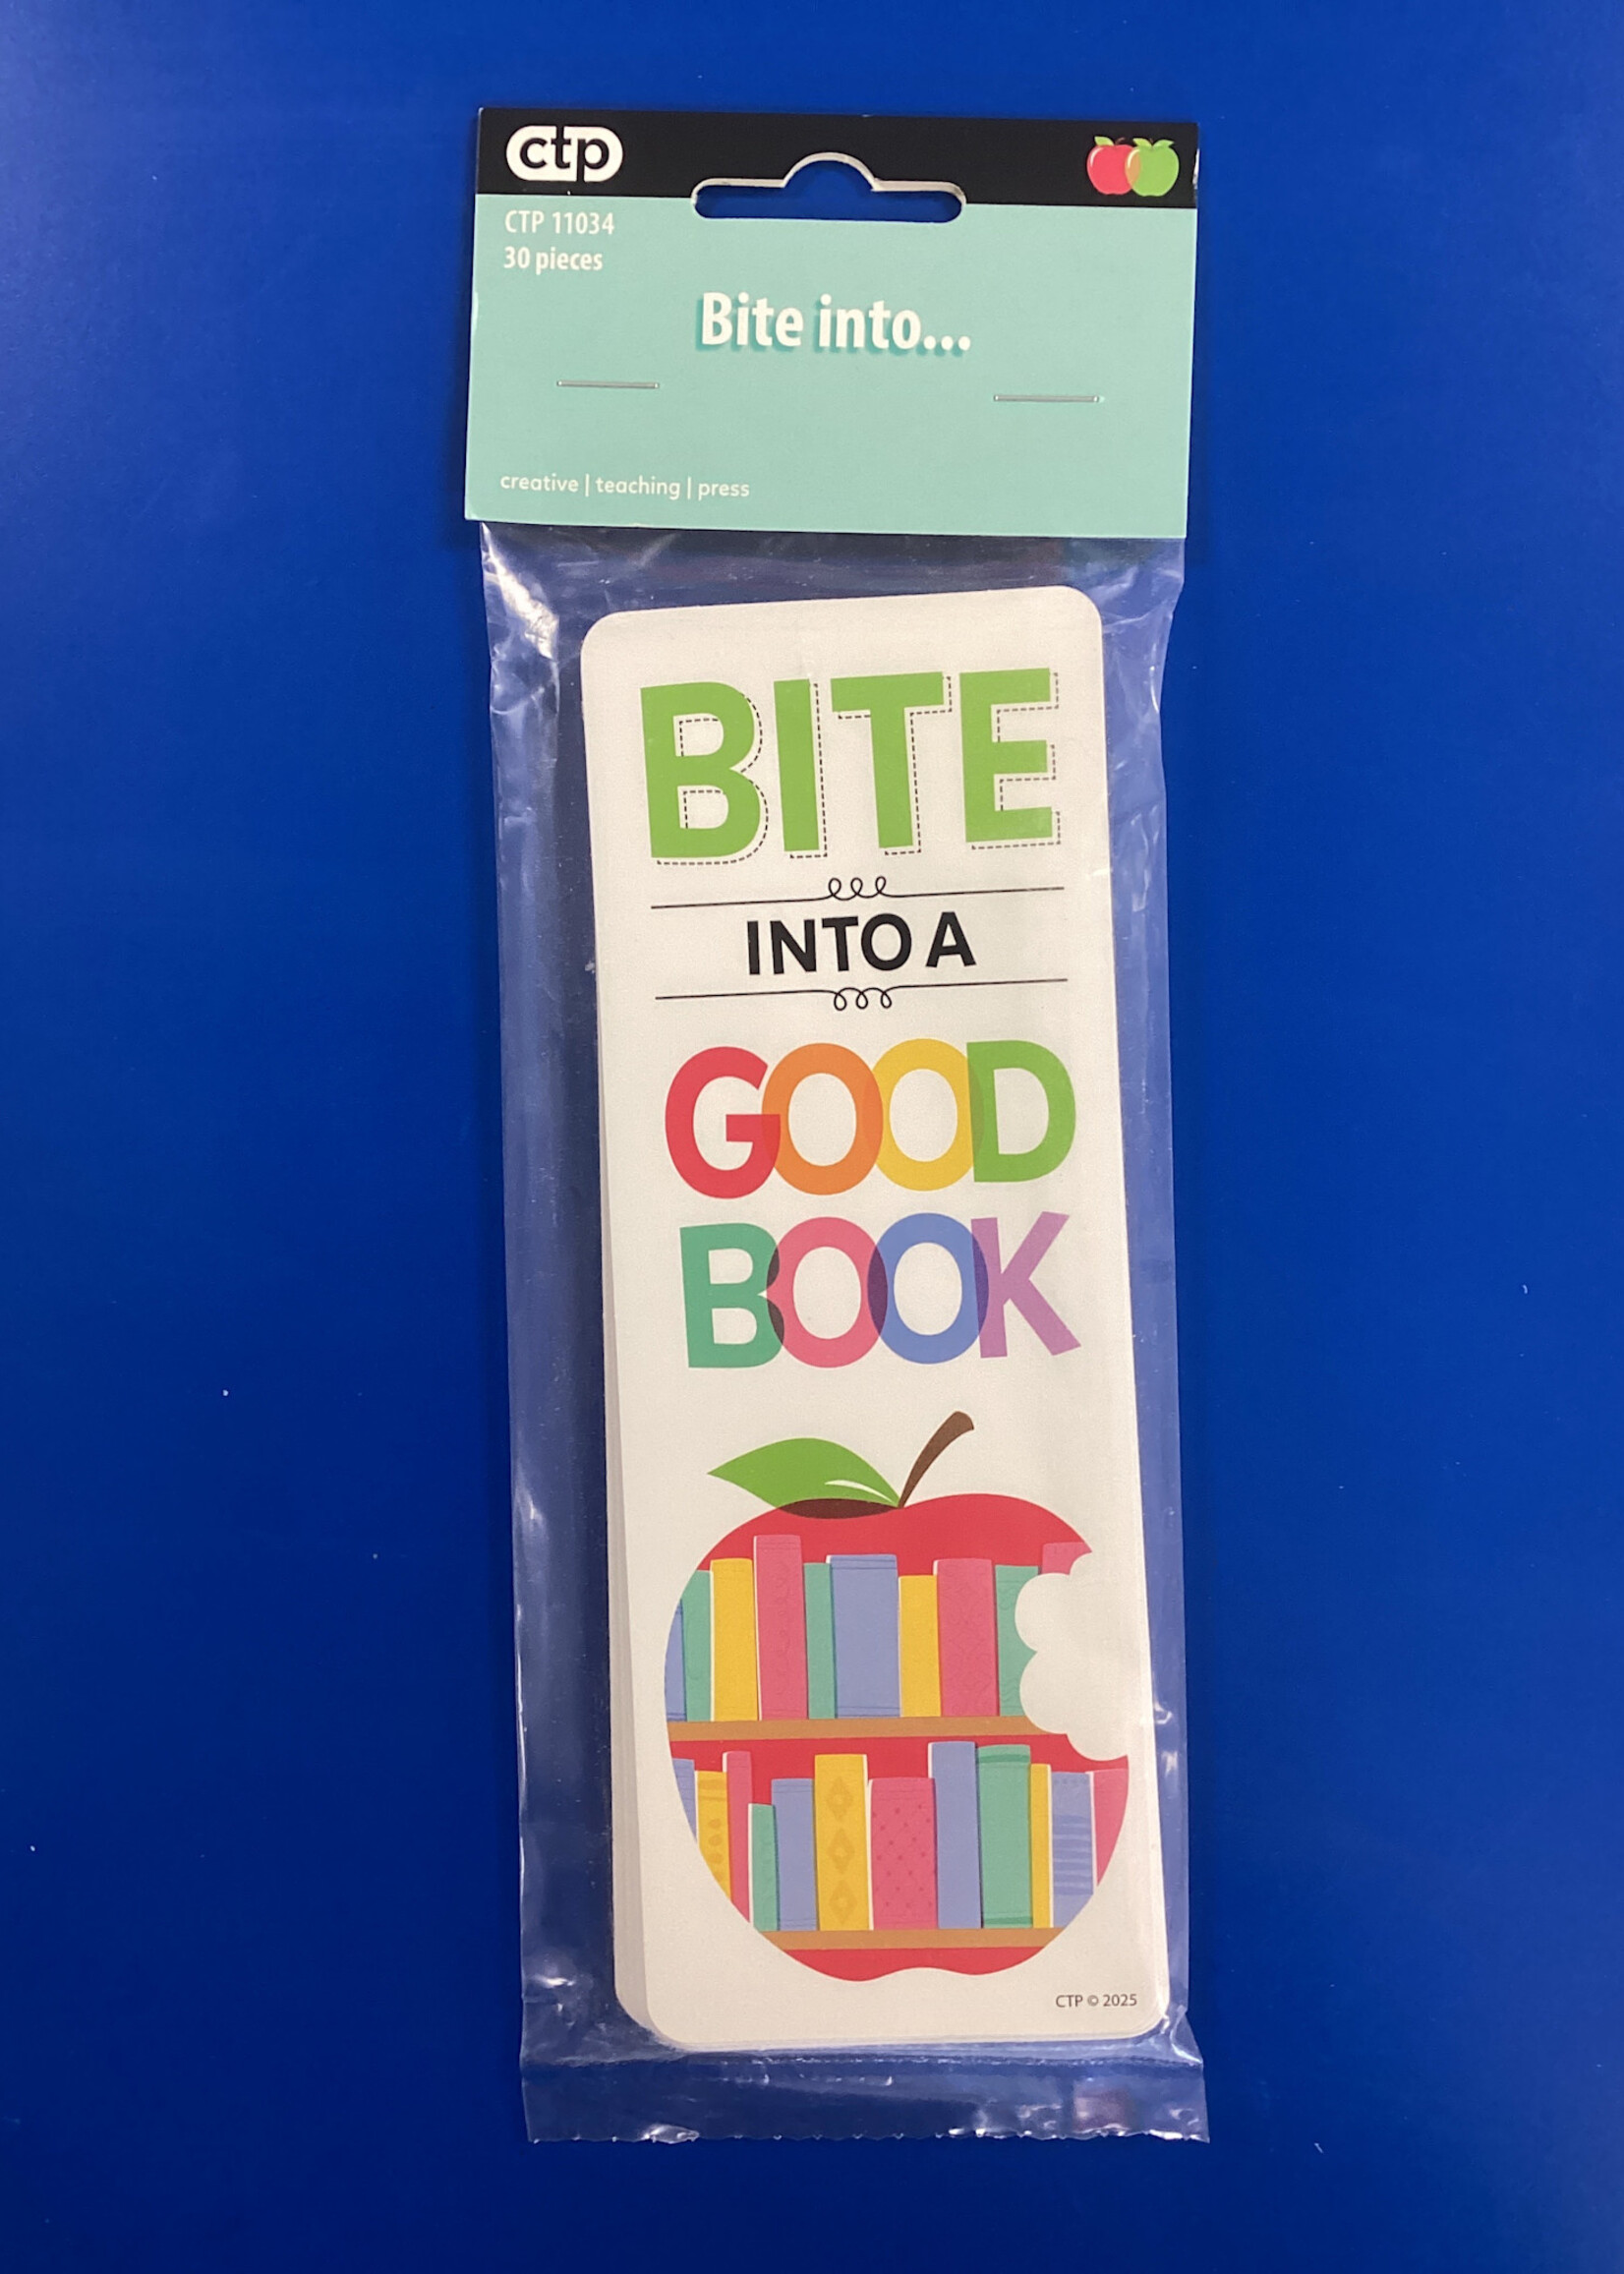 ctp
CTP 11034
30 pieces
Bite into...
creative | teaching | press
BITE
INTO A
GOOD
BOOK
CTP © 2025